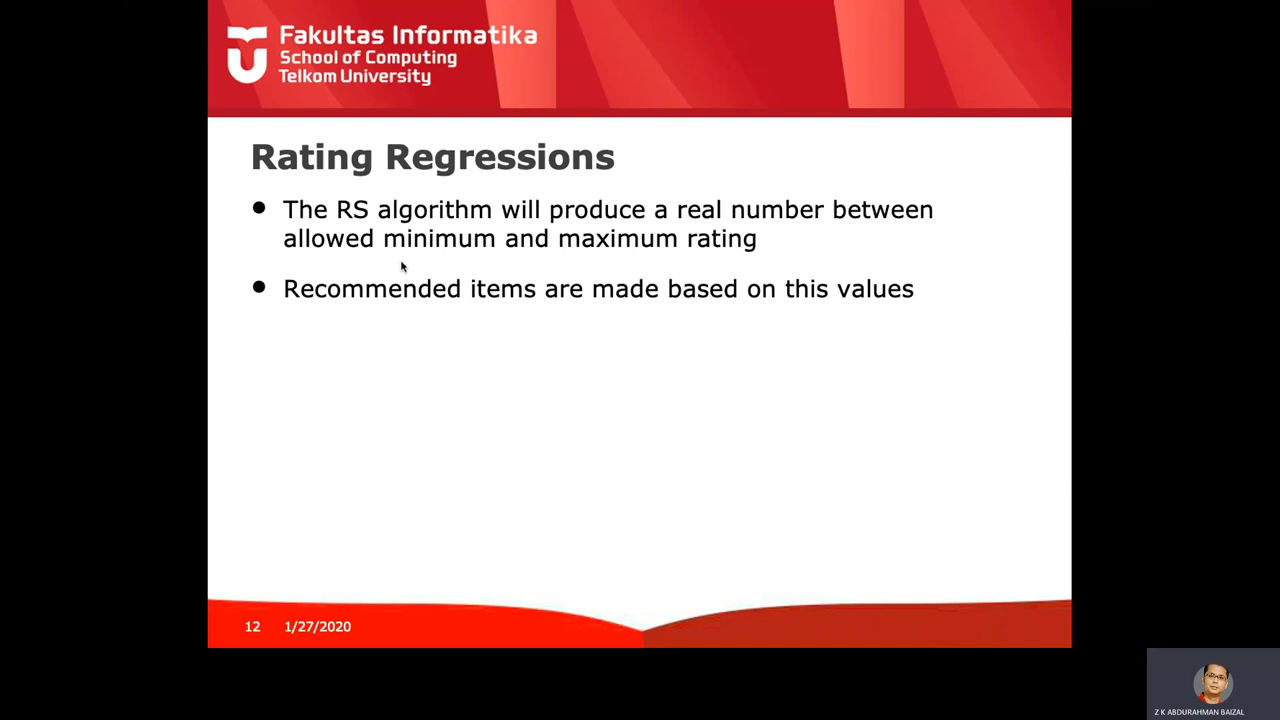 Fakultas Informatika
School of Computing
Telkom University
Rating Regressions
● The RS algorithm will produce a real number between
allowed minimum and maximum rating
● Recommended items are made based on this values
12 1/27/2020
Z K ABDURAHMAN BAIZAL